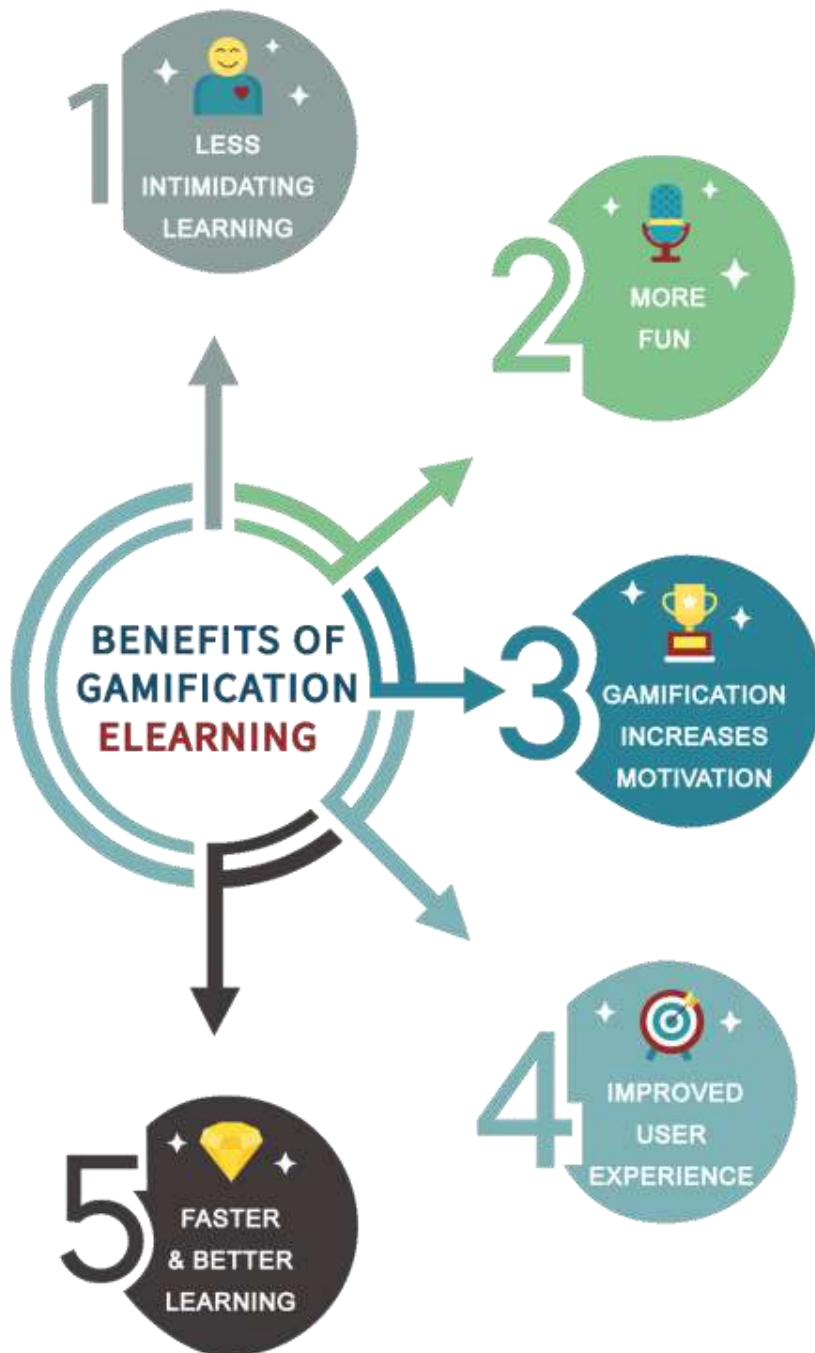 1
LESS
INTIMIDATING
LEARNING
2
MORE
FUN
BENEFITS OF
GAMIFICATION
ELEARNING
3
GAMIFICATION
INCREASES
MOTIVATION
4
IMPROVED
USER
EXPERIENCE
5
FASTER
& BETTER
LEARNING